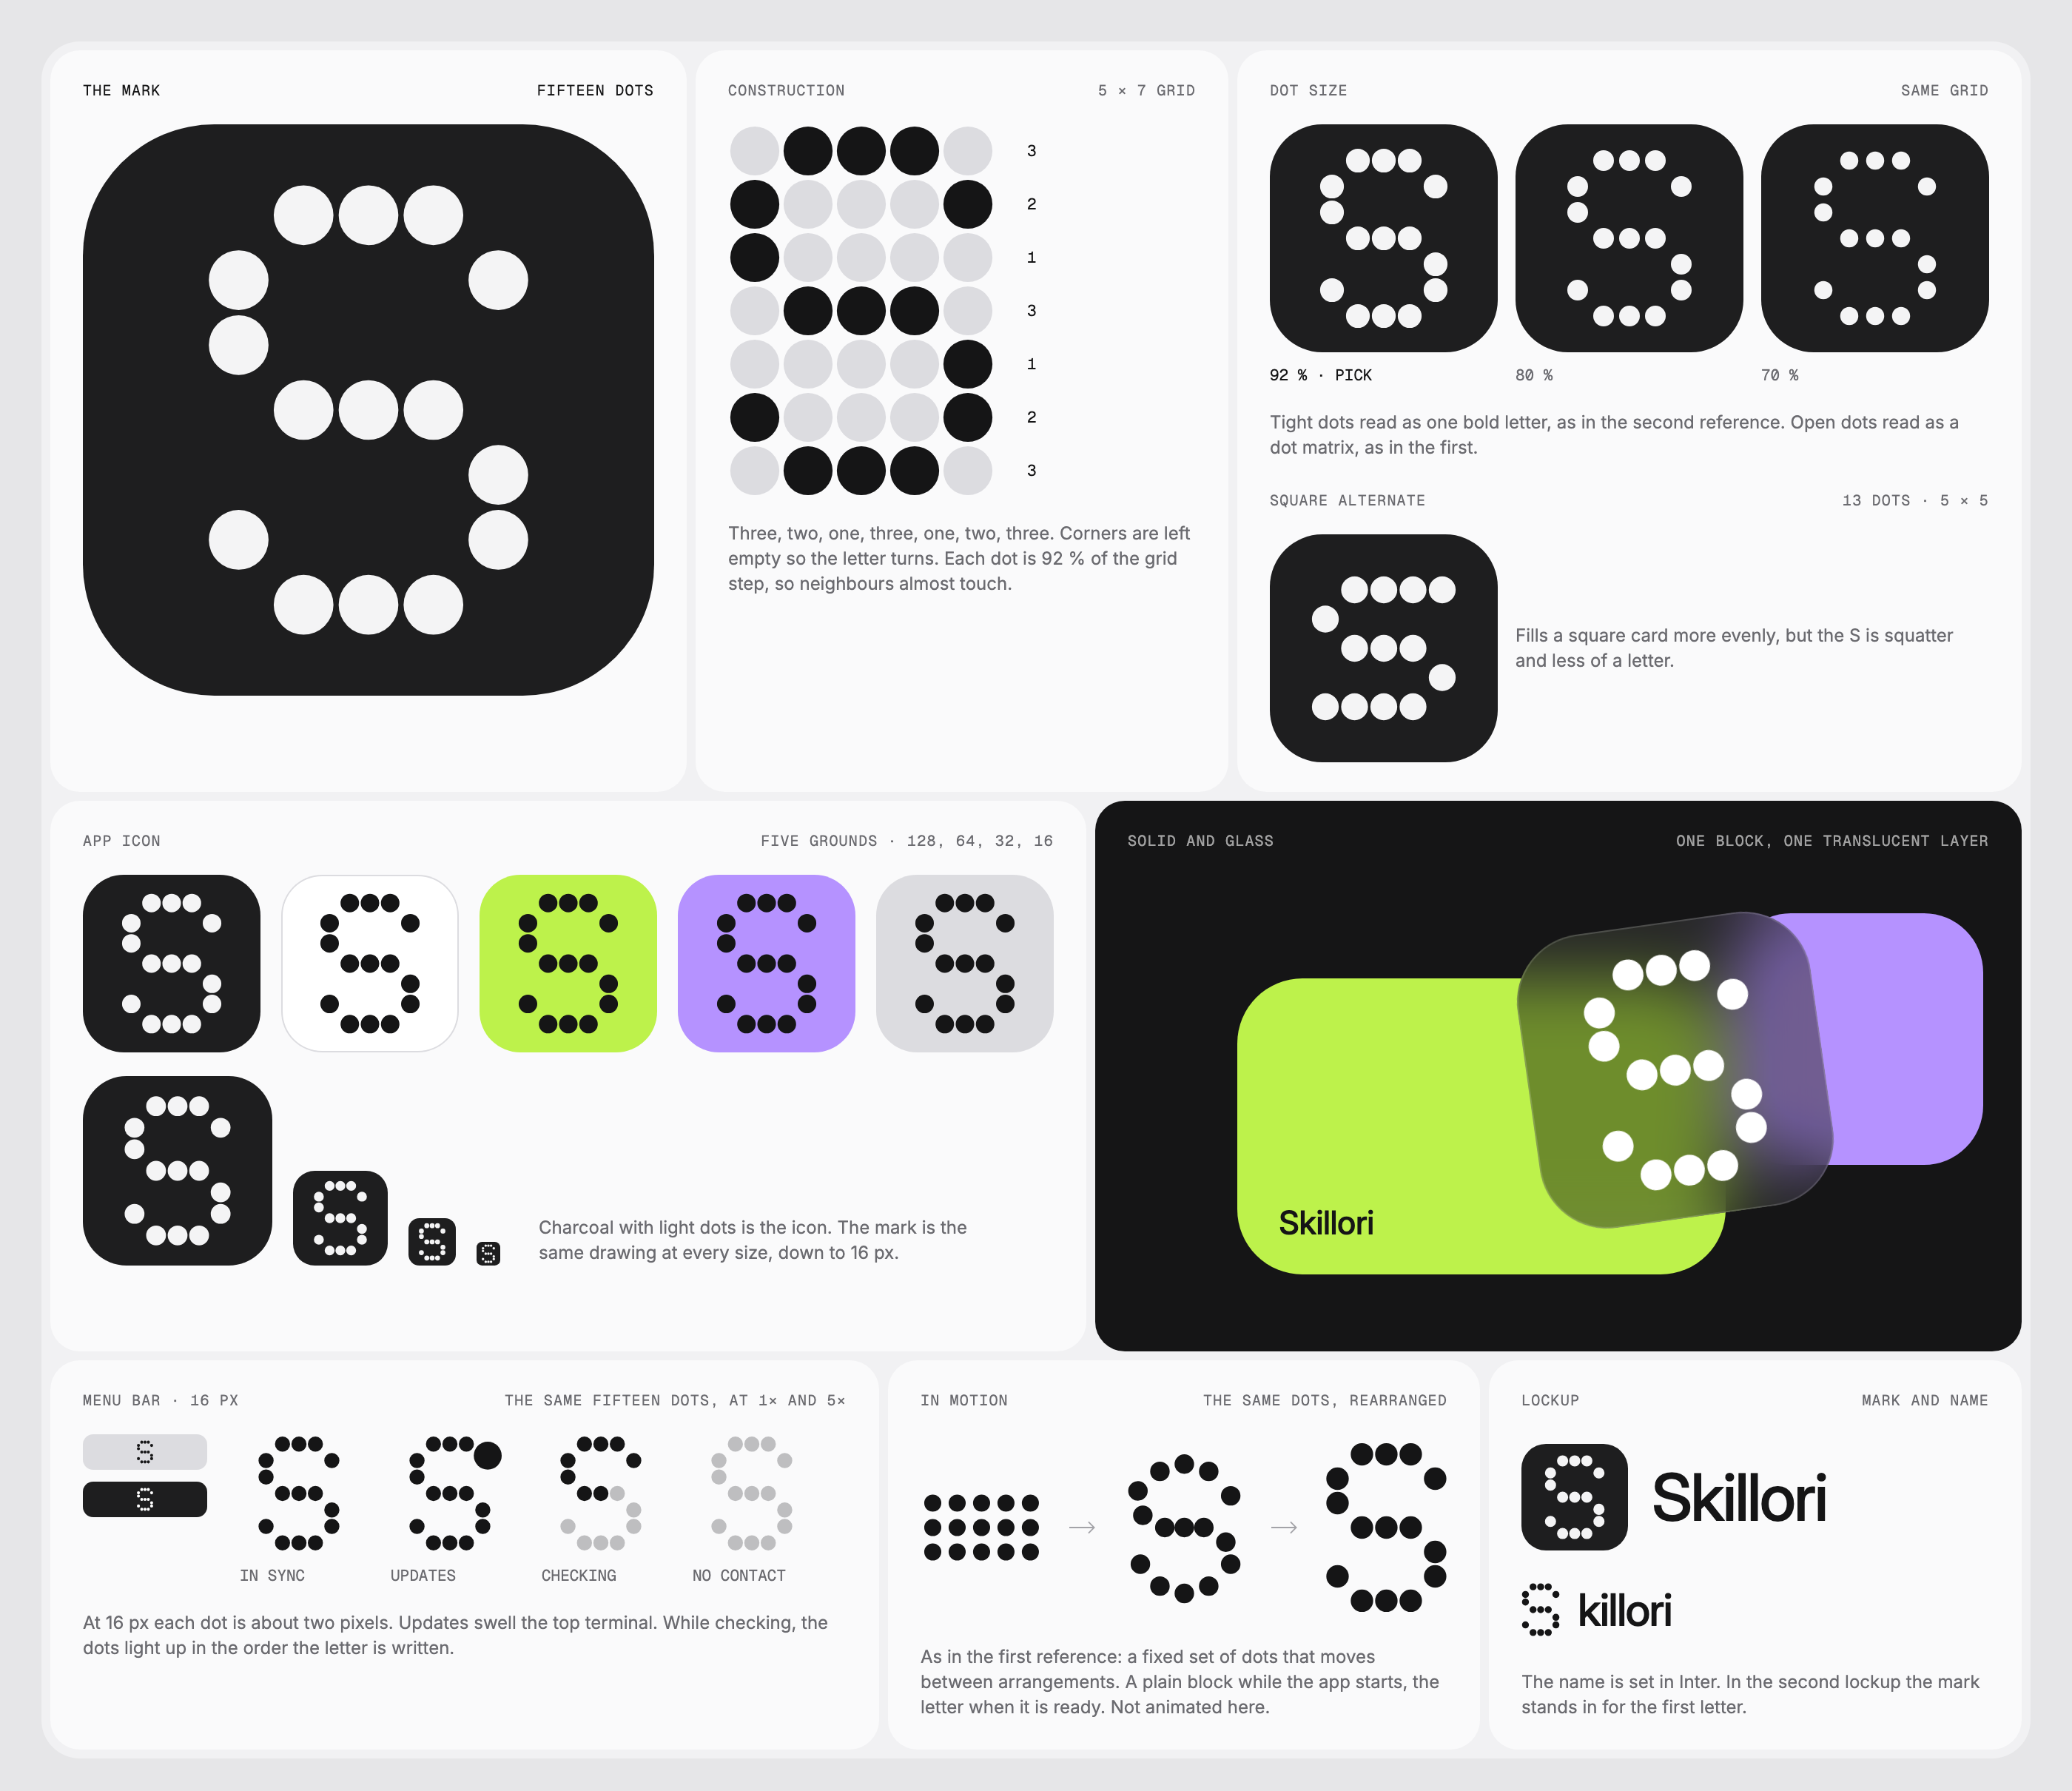 THE MARK
FIFTEEN DOTS
CONSTRUCTION
5 × 7 GRID
3
2
1
3
1
2
3
Three, two, one, three, one, two, three. Corners are left
empty so the letter turns. Each dot is 92 % of the grid
step, so neighbours almost touch.
DOT SIZE
SAME GRID
92 % · PICK
80 %
70 %
Tight dots read as one bold letter, as in the second reference. Open dots read as a
dot matrix, as in the first.
SQUARE ALTERNATE
13 DOTS · 5 × 5
Fills a square card more evenly, but the S is squatter
and less of a letter.
APP ICON
FIVE GROUNDS · 128, 64, 32, 16
Charcoal with light dots is the icon. The mark is the
same drawing at every size, down to 16 px.
SOLID AND GLASS
ONE BLOCK, ONE TRANSLUCENT LAYER
Skillori
MENU BAR · 16 PX
THE SAME FIFTEEN DOTS, AT 1× AND 5×
IN SYNC
UPDATES
CHECKING
NO CONTACT
At 16 px each dot is about two pixels. Updates swell the top terminal. While checking, the
dots light up in the order the letter is written.
IN MOTION
THE SAME DOTS, REARRANGED
As in the first reference: a fixed set of dots that moves
between arrangements. A plain block while the app starts, the
letter when it is ready. Not animated here.
LOCKUP
MARK AND NAME
Skillori
S killori
The name is set in Inter. In the second lockup the mark
stands in for the first letter.